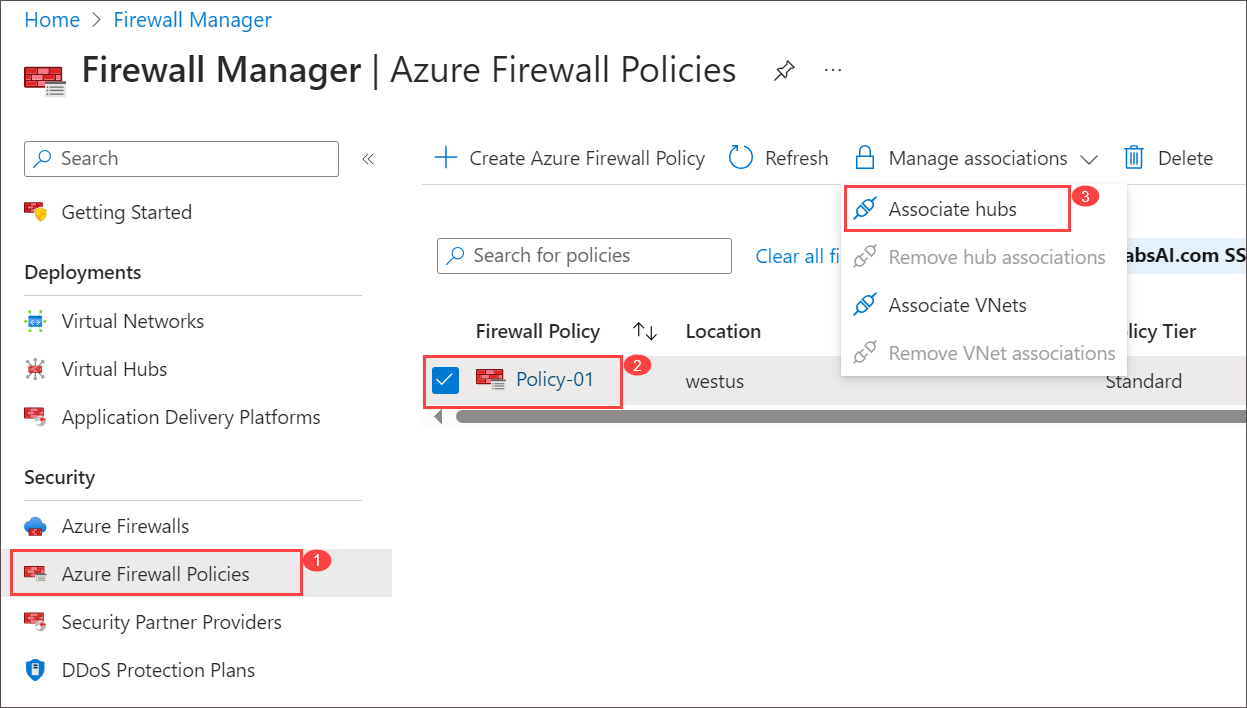 Home > Firewall Manager
Firewall Manager | Azure Firewall Policies ...
Search «
Getting Started
Deployments
Virtual Networks
Virtual Hubs
Application Delivery Platforms
Security
Azure Firewalls
Azure Firewall Policies 1
Security Partner Providers
DDoS Protection Plans
+ Create Azure Firewall Policy Refresh Manage associations Delete
Associate hubs 3
Remove hub associations
Associate VNets
Remove VNet associations
Search for policies Clear all fi absAI.com SS
Firewall Policy ↑↓ Location licy Tier
Policy-01 2 westus Standard